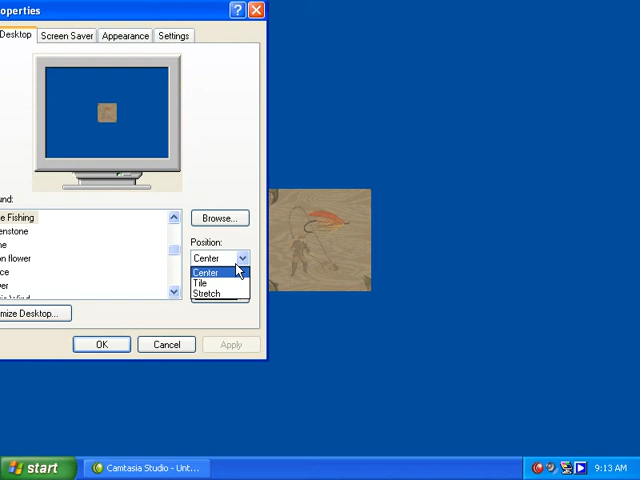 operties
Desktop
Screen Saver
Appearance
Settings
und:
e Fishing
enstone
Browse...
ne
Position:
on flower
Center
ce
Center
ver
Tile
Stretch
mize Desktop...
OK
Cancel
Apply
start
Camtasia Studio - Unt...
9:13 AM